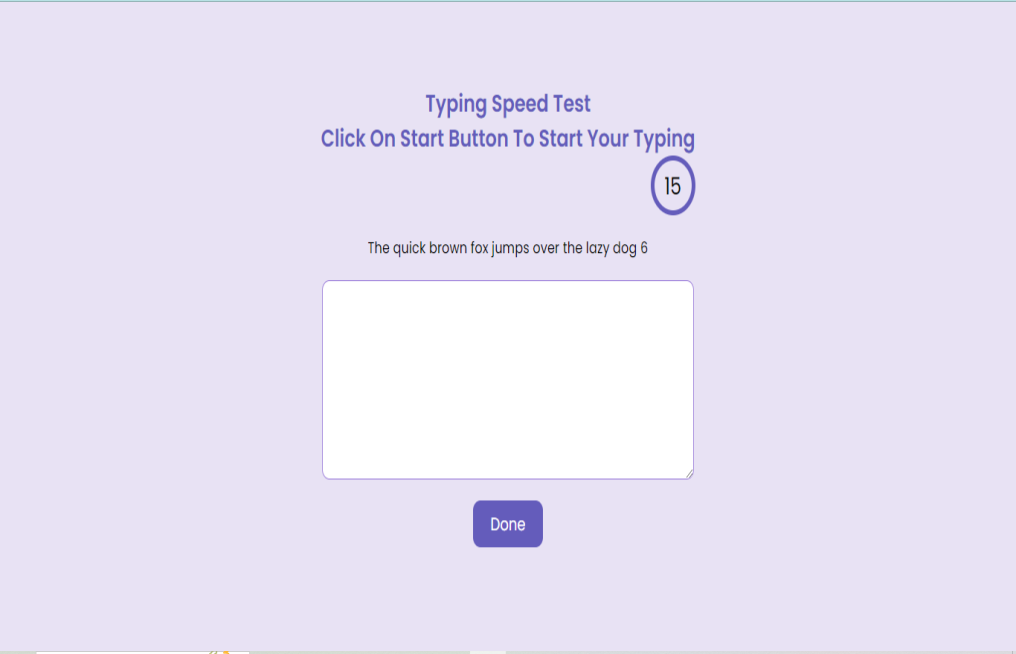 Typing Speed Test
Click On Start Button To Start Your Typing
15
The quick brown fox jumps over the lazy dog 6
Done